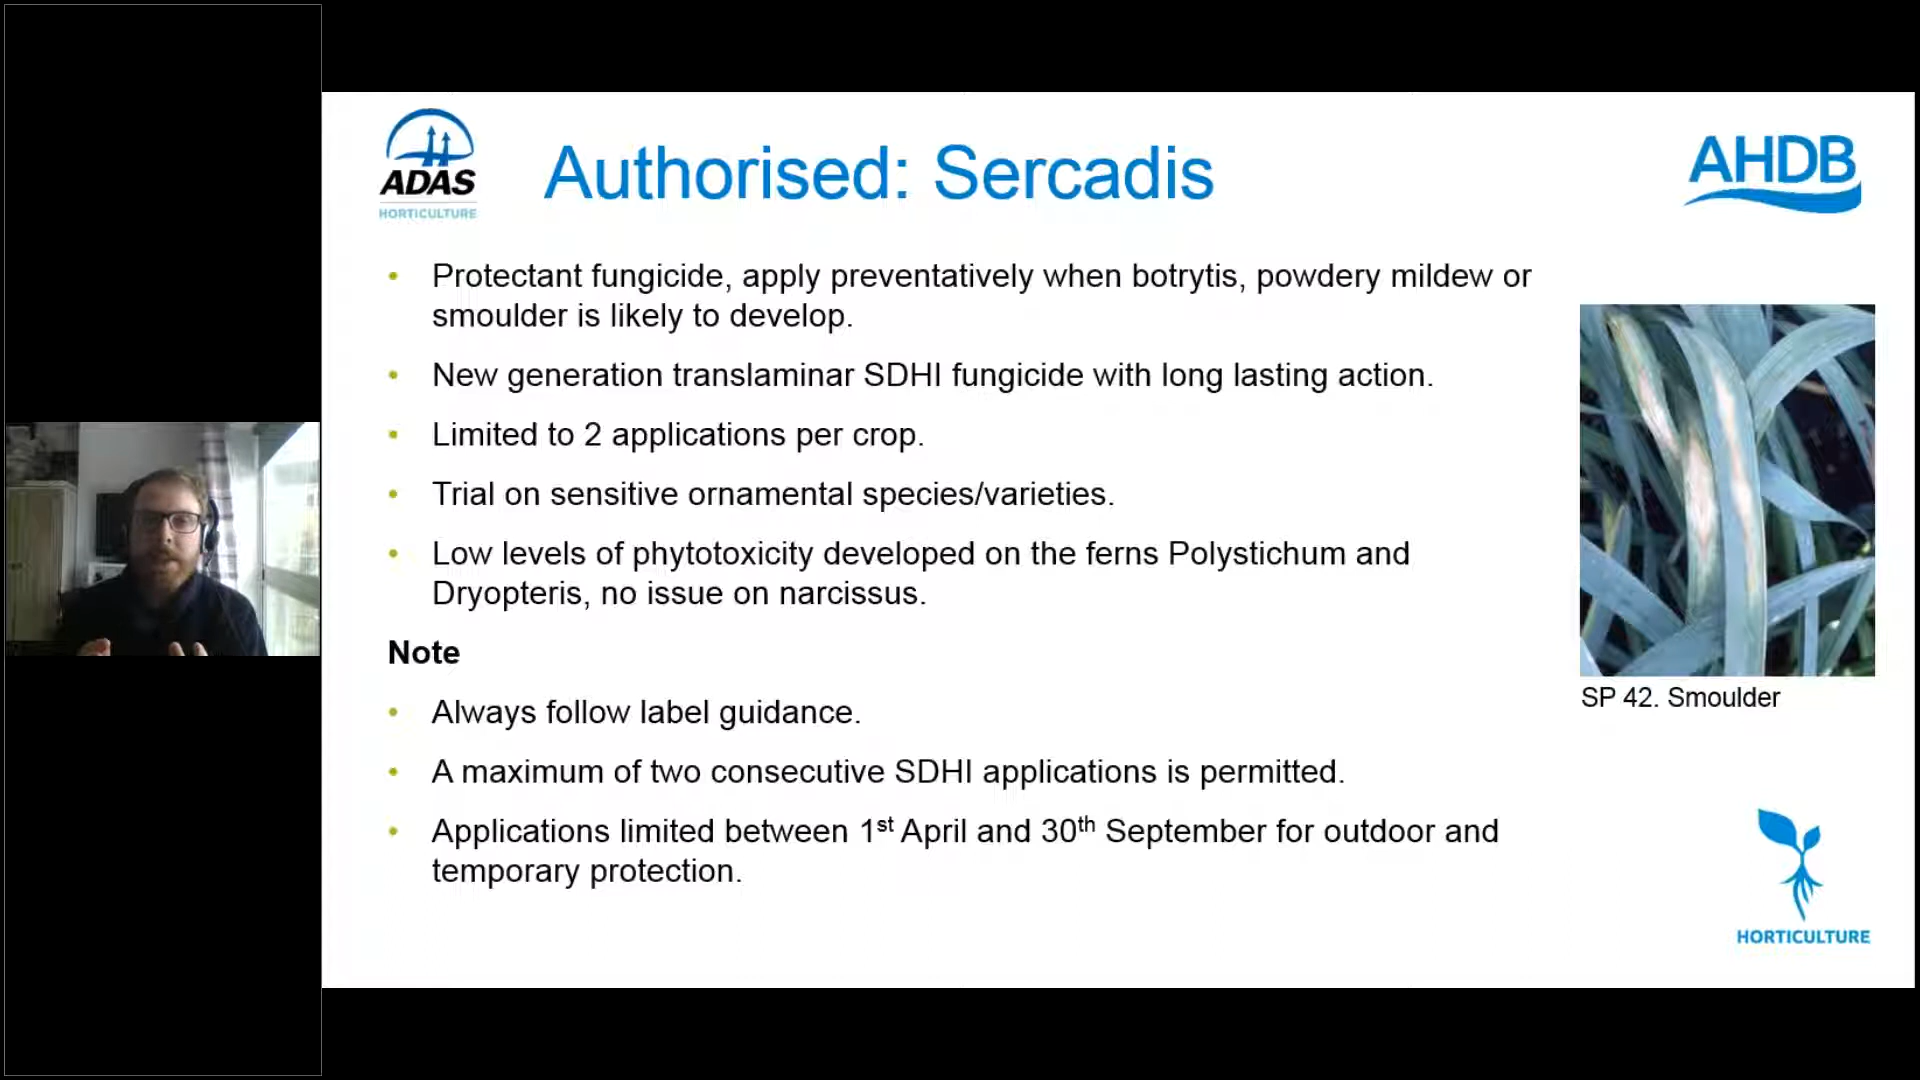 ADAS
HORTICULTURE
Authorised: Sercadis
AHDB
• Protectant fungicide, apply preventatively when botrytis, powdery mildew or
smoulder is likely to develop.
• New generation translaminar SDHI fungicide with long lasting action.
• Limited to 2 applications per crop.
• Trial on sensitive ornamental species/varieties.
• Low levels of phytotoxicity developed on the ferns Polystichum and
Dryopteris, no issue on narcissus.
Note
• Always follow label guidance.
• A maximum of two consecutive SDHI applications is permitted.
• Applications limited between 1st April and 30th September for outdoor and
temporary protection.
SP 42. Smoulder
HORTICULTURE